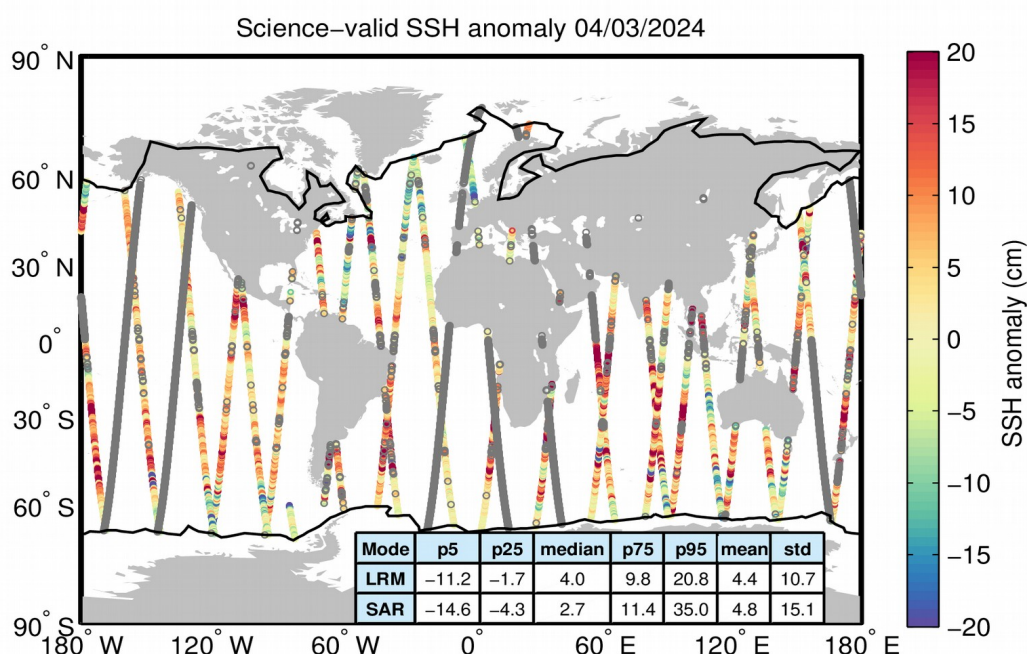 Science−valid SSH anomaly 04/03/2024
90° N
60° N
30° N
0°
30° S
60° S
90° S
180° W
120° W
60° W
0°
60° E
120° E
180° E
20
15
10
5
0
−5
−10
−15
−20
SSH anomaly (cm)
Mode p5 p25 median p75 p95 mean std
LRM −11.2 −1.7 4.0 9.8 20.8 4.4 10.7
SAR −14.6 −4.3 2.7 11.4 35.0 4.8 15.1